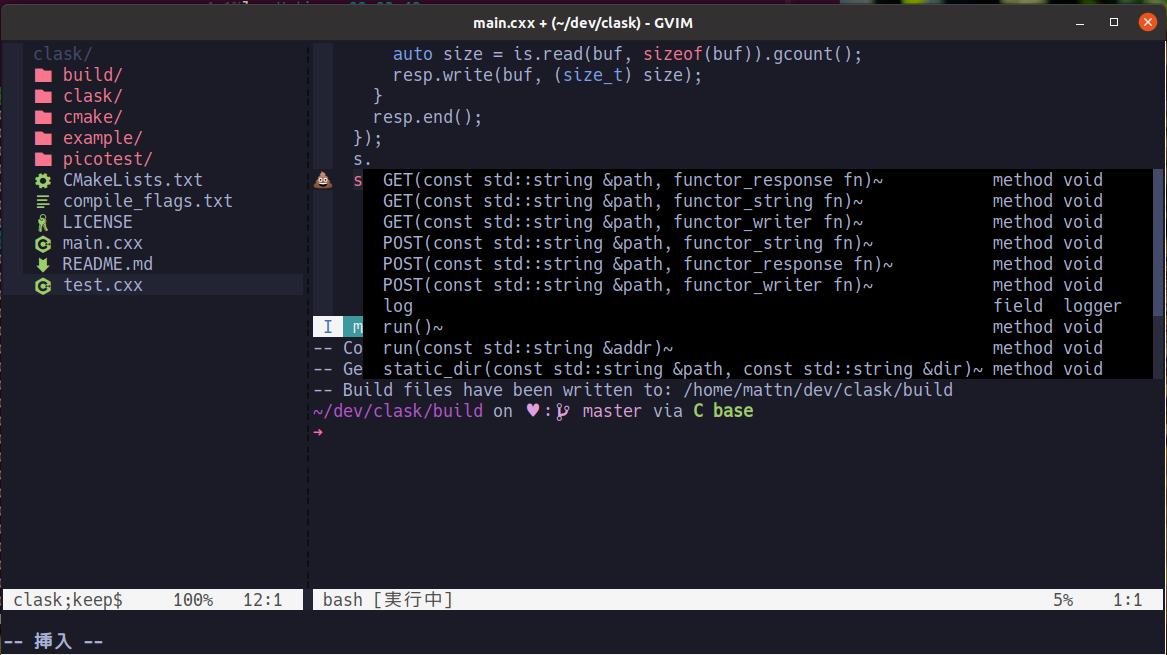 main.cxx + (~/dev/clask) - GVIM
clask/
build/
clask/
cmake/
example/
picotest/
CMakeLists.txt
compile_flags.txt
LICENSE
main.cxx
README.md
test.cxx
auto size = is.read(buf, sizeof(buf)).gcount();
resp.write(buf, (size_t) size);
}
resp.end();
});
s.
s
GET(const std::string &path, functor_response fn)~ method void
GET(const std::string &path, functor_string fn)~ method void
GET(const std::string &path, functor_writer fn)~ method void
POST(const std::string &path, functor_string fn)~ method void
POST(const std::string &path, functor_response fn)~ method void
POST(const std::string &path, functor_writer fn)~ method void
log field logger
I m run()~ method void
-- Co run(const std::string &addr)~ method void
-- Ge static_dir(const std::string &path, const std::string &dir)~ method void
-- Build files have been written to: /home/mattn/dev/clask/build
~/dev/clask/build on ♥: master via C base
➜
clask;keep$ 100% 12:1
bash [実行中] 5% 1:1
-- 挿入 --